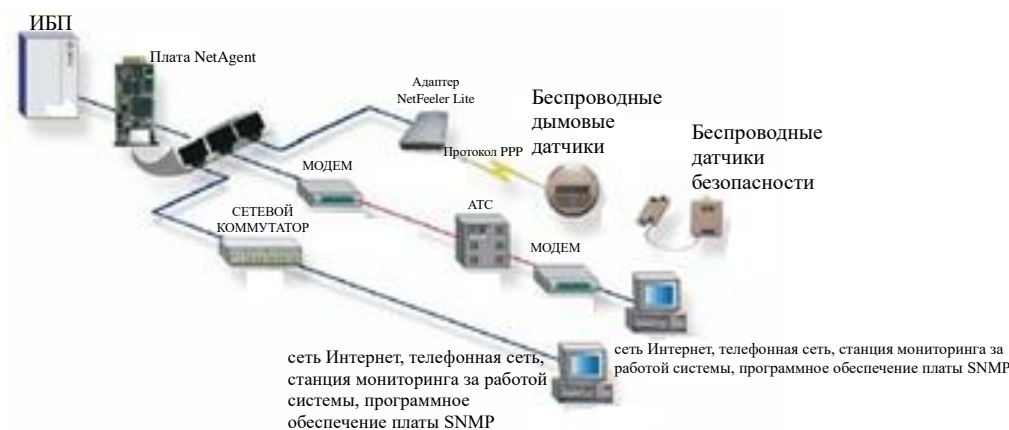 ИБП
Плата NetAgent
Адаптер
NetFeeler Lite
Беспроводные
дымовые
датчики
Беспроводные
датчики
безопасности
Протокол PPP
МОДЕМ
СЕТЕВОЙ
КОММУТАТОР
АТС
МОДЕМ
сеть Интернет, телефонная сеть,
станция мониторинга за работой
системы, программное
обеспечение платы SNMP
сеть Интернет, телефонная сеть, станция мониторинга за
работой системы, программное обеспечение платы SNMP